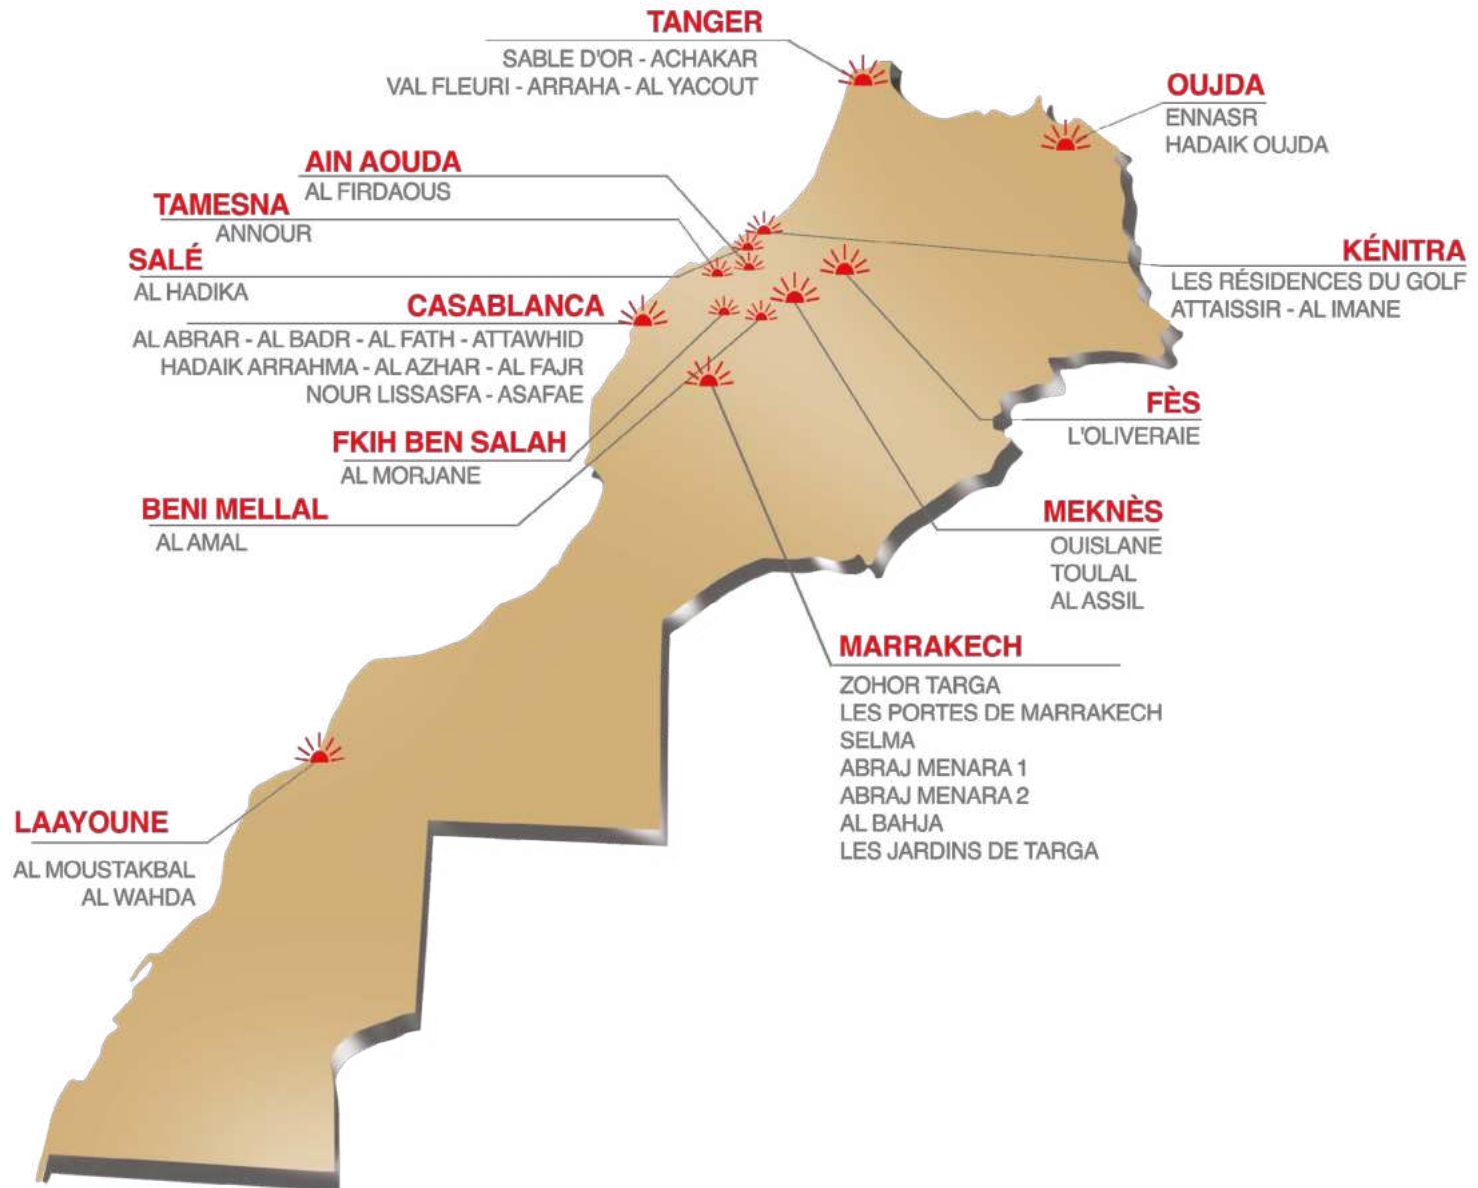 TANGER
SABLE D'OR - ACHAKAR
VAL FLEURI - ARRAHA - AL YACOUT
OUJDA
ENNASR
HADAIK OUJDA
AIN AOUDA
AL FIRDAOUS
TAMESNA
ANNOUR
SALÉ
AL HADIKA
KÉNITRA
LES RÉSIDENCES DU GOLF
ATTAISSIR - AL IMANE
CASABLANCA
AL ABRAR - AL BADR - AL FATH - ATTAWHID
HADAIK ARRAHMA - AL AZHAR - AL FAJR
NOUR LISSASFA - ASAFAE
FÈS
L'OLIVERAIE
FKIH BEN SALAH
AL MORJANE
BENI MELLAL
AL AMAL
MEKNÈS
OUISLANE
TOULAL
AL ASSIL
MARRAKECH
ZOHOR TARGA
LES PORTES DE MARRAKECH
SELMA
ABRAJ MENARA 1
ABRAJ MENARA 2
AL BAHJA
LES JARDINS DE TARGA
LAAYOUNE
AL MOUSTAKBAL
AL WAHDA